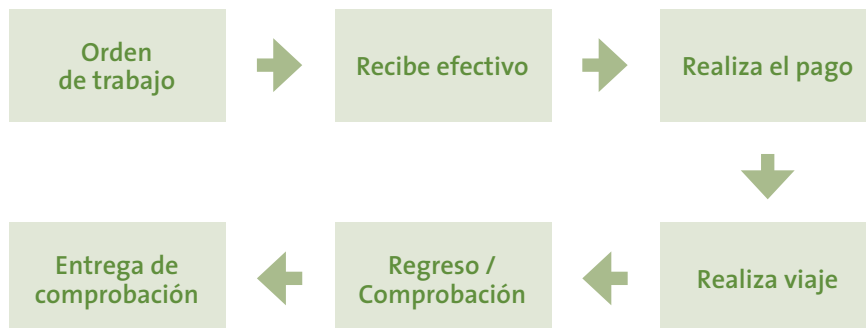 Orden
de trabajo
Recibe efectivo
Realiza el pago
Realiza viaje
Regreso /
Comprobación
Entrega de
comprobación